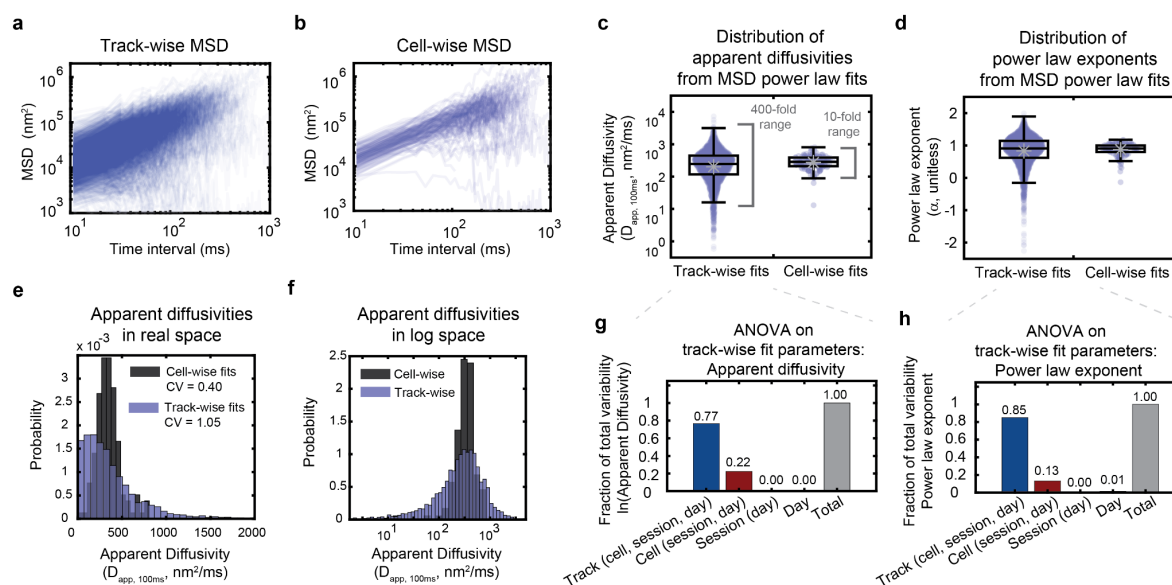 a
Track-wise MSD
MSD (nm²)
10⁶
10⁵
10⁴
10³
10¹
10²
10³
Time interval (ms)
b
Cell-wise MSD
MSD (nm²)
10⁶
10⁵
10⁴
10³
10¹
10²
10³
Time interval (ms)
c
Distribution of
apparent diffusivities
from MSD power law fits
Apparent Diffusivity
(D_app, 100ms, nm²/ms)
10⁴
10³
10²
10¹
10⁰
400-fold
range
10-fold
range
Track-wise fits
Cell-wise fits
d
Distribution of
power law exponents
from MSD power law fits
Power law exponent
(α, unitless)
2
1
0
-1
-2
Track-wise fits
Cell-wise fits
e
Apparent diffusivities
in real space
x 10⁻³
Probability
3
2.5
2
1.5
1
0.5
0
Cell-wise fits
CV = 0.40
Track-wise fits
CV = 1.05
0
500
1000
1500
2000
Apparent Diffusivity
(D_app, 100ms, nm²/ms)
f
Apparent diffusivities
in log space
Probability
2.5
2.0
1.5
1.0
0.5
0
Cell-wise
Track-wise
10¹
10²
10³
Apparent Diffusivity
(D_app, 100ms, nm²/ms)
g
ANOVA on
track-wise fit parameters:
Apparent diffusivity
Fraction of total variability
ln(Apparent Diffusivity)
1
0.8
0.6
0.4
0.2
0.77
0.22
0.00
0.00
1.00
Track (cell, session, day)
Cell (session, day)
Session (day)
Day
Total
h
ANOVA on
track-wise fit parameters:
Power law exponent
Fraction of total variability
Power law exponent
1
0.8
0.6
0.4
0.2
0
0.85
0.13
0.00
0.01
1.00
Track (cell, session, day)
Cell (session, day)
Session (day)
Day
Total